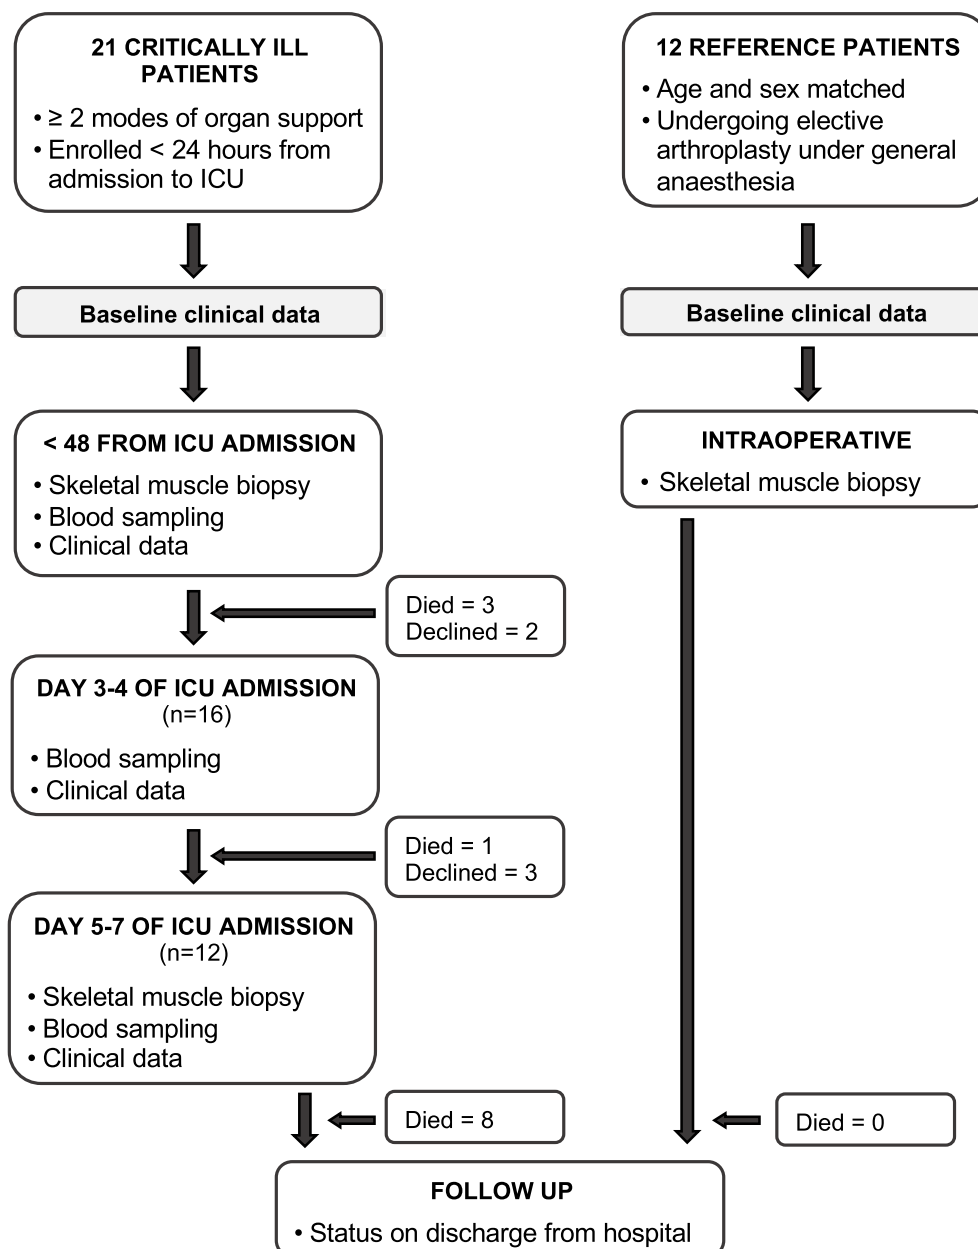 21 CRITICALLY ILL
PATIENTS
• ≥ 2 modes of organ support
• Enrolled < 24 hours from
admission to ICU
12 REFERENCE PATIENTS
• Age and sex matched
• Undergoing elective
arthroplasty under general
anaesthesia
Baseline clinical data
Baseline clinical data
< 48 FROM ICU ADMISSION
• Skeletal muscle biopsy
• Blood sampling
• Clinical data
INTRAOPERATIVE
• Skeletal muscle biopsy
Died = 3
Declined = 2
DAY 3-4 OF ICU ADMISSION
(n=16)
• Blood sampling
• Clinical data
Died = 1
Declined = 3
DAY 5-7 OF ICU ADMISSION
(n=12)
• Skeletal muscle biopsy
• Blood sampling
• Clinical data
Died = 8
Died = 0
FOLLOW UP
• Status on discharge from hospital